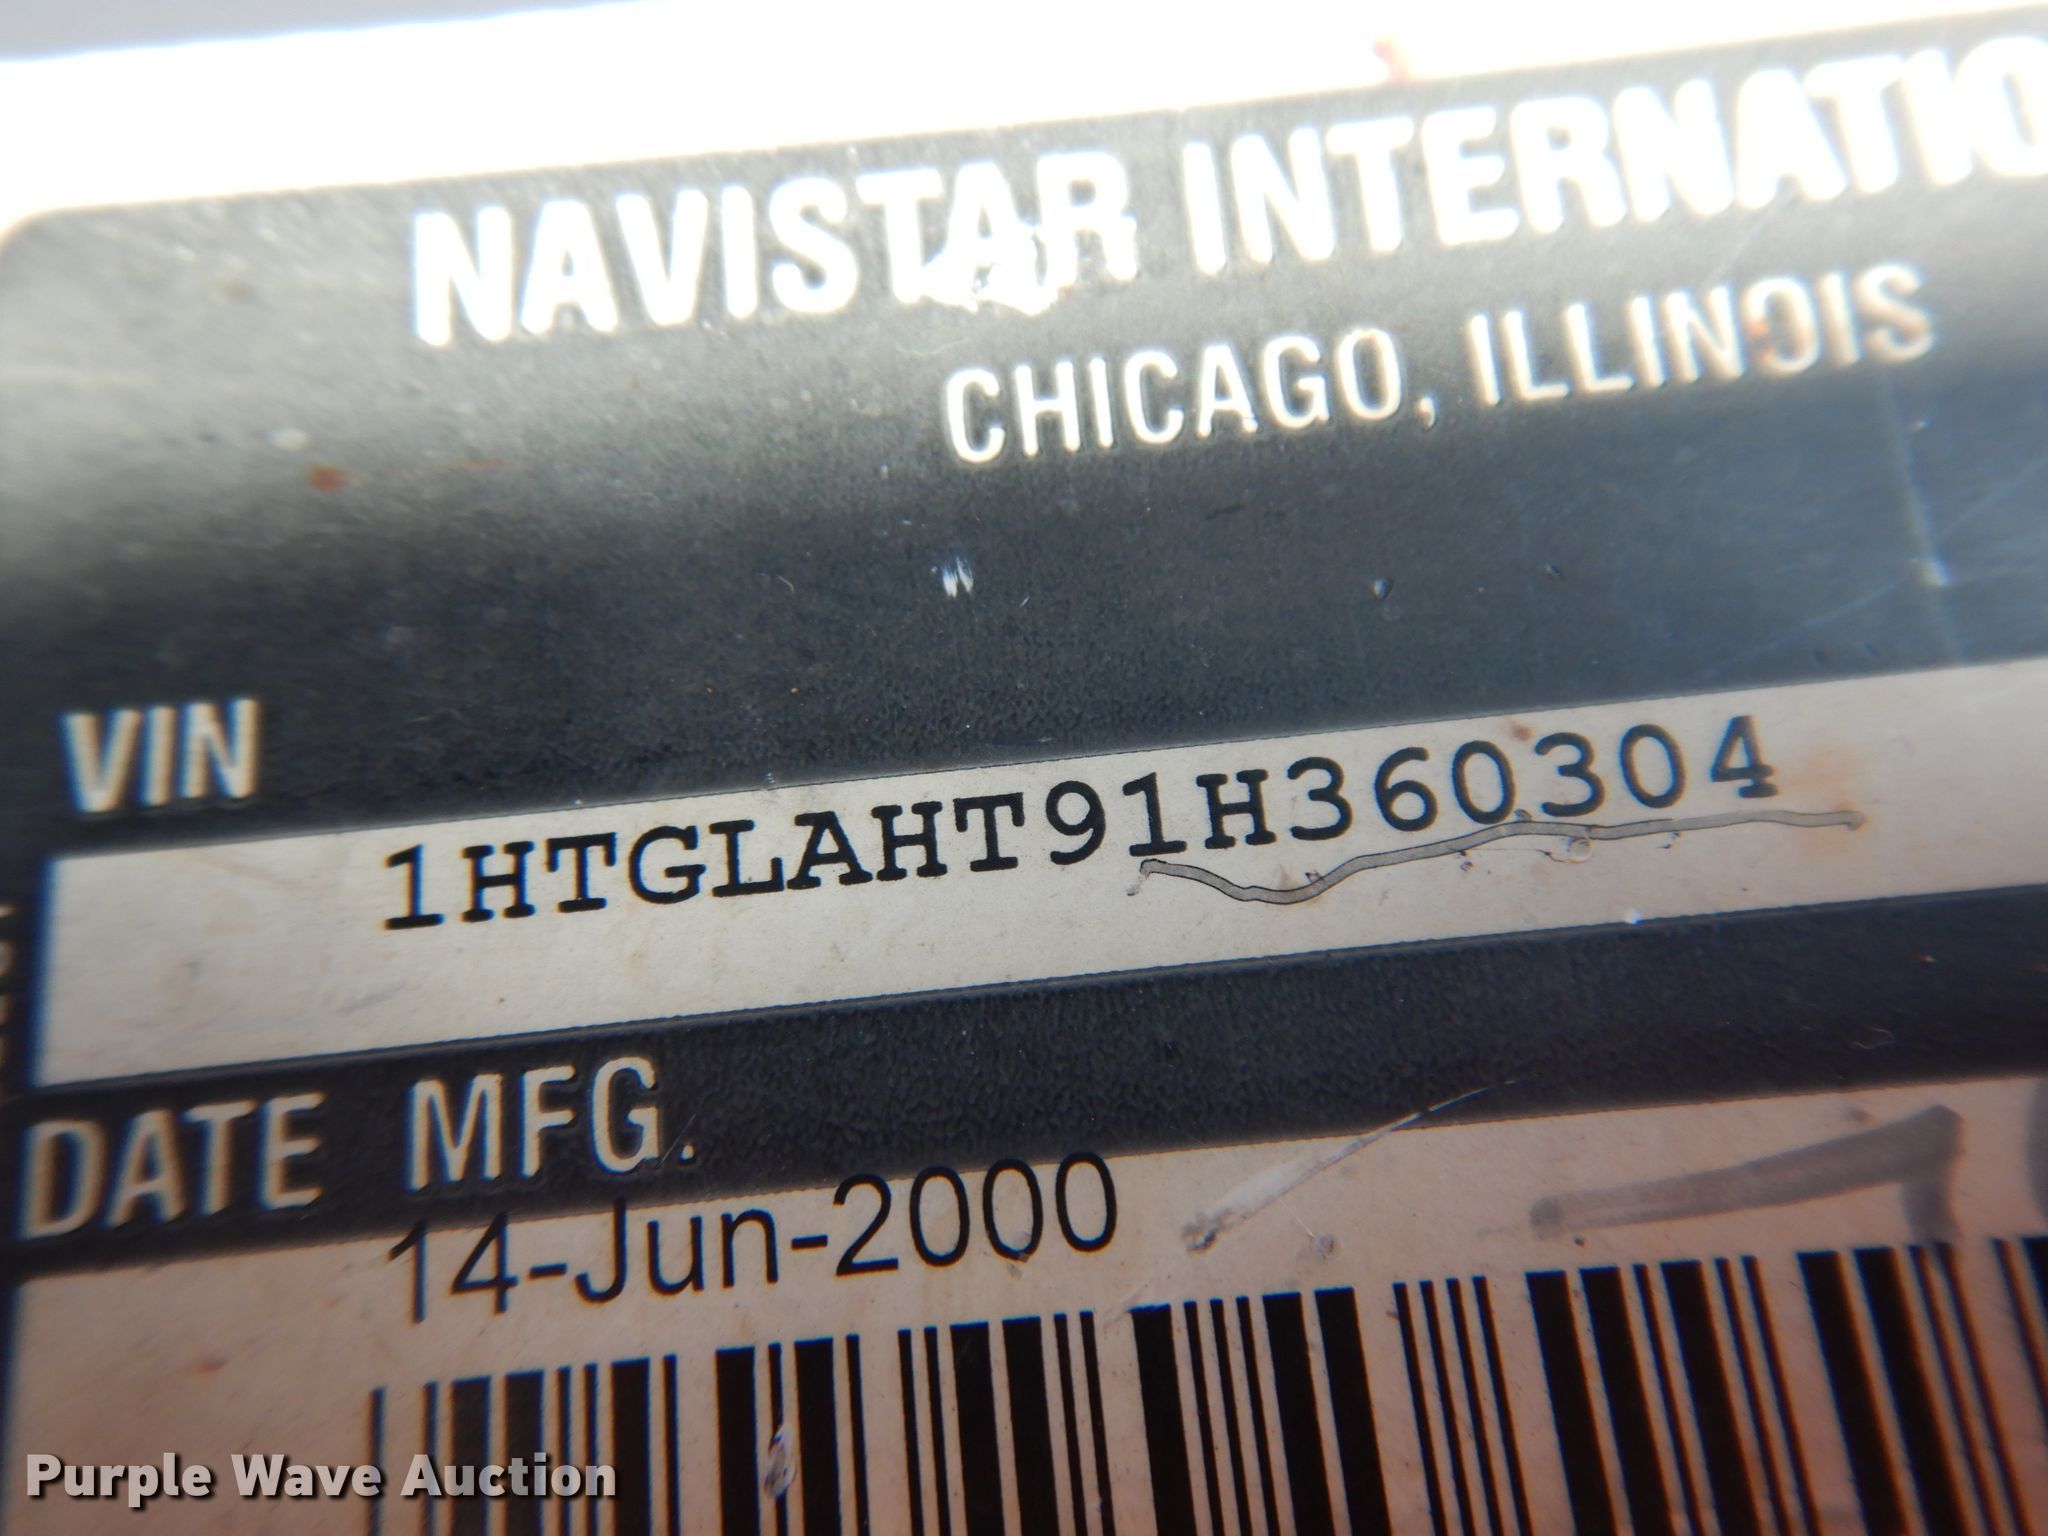 NAVISTAR INTERNATIO
CHICAGO, ILLINOIS
VIN
1HTGLAHT91H360304
DATE MFG.
14-Jun-2000
Purple Wave Auction